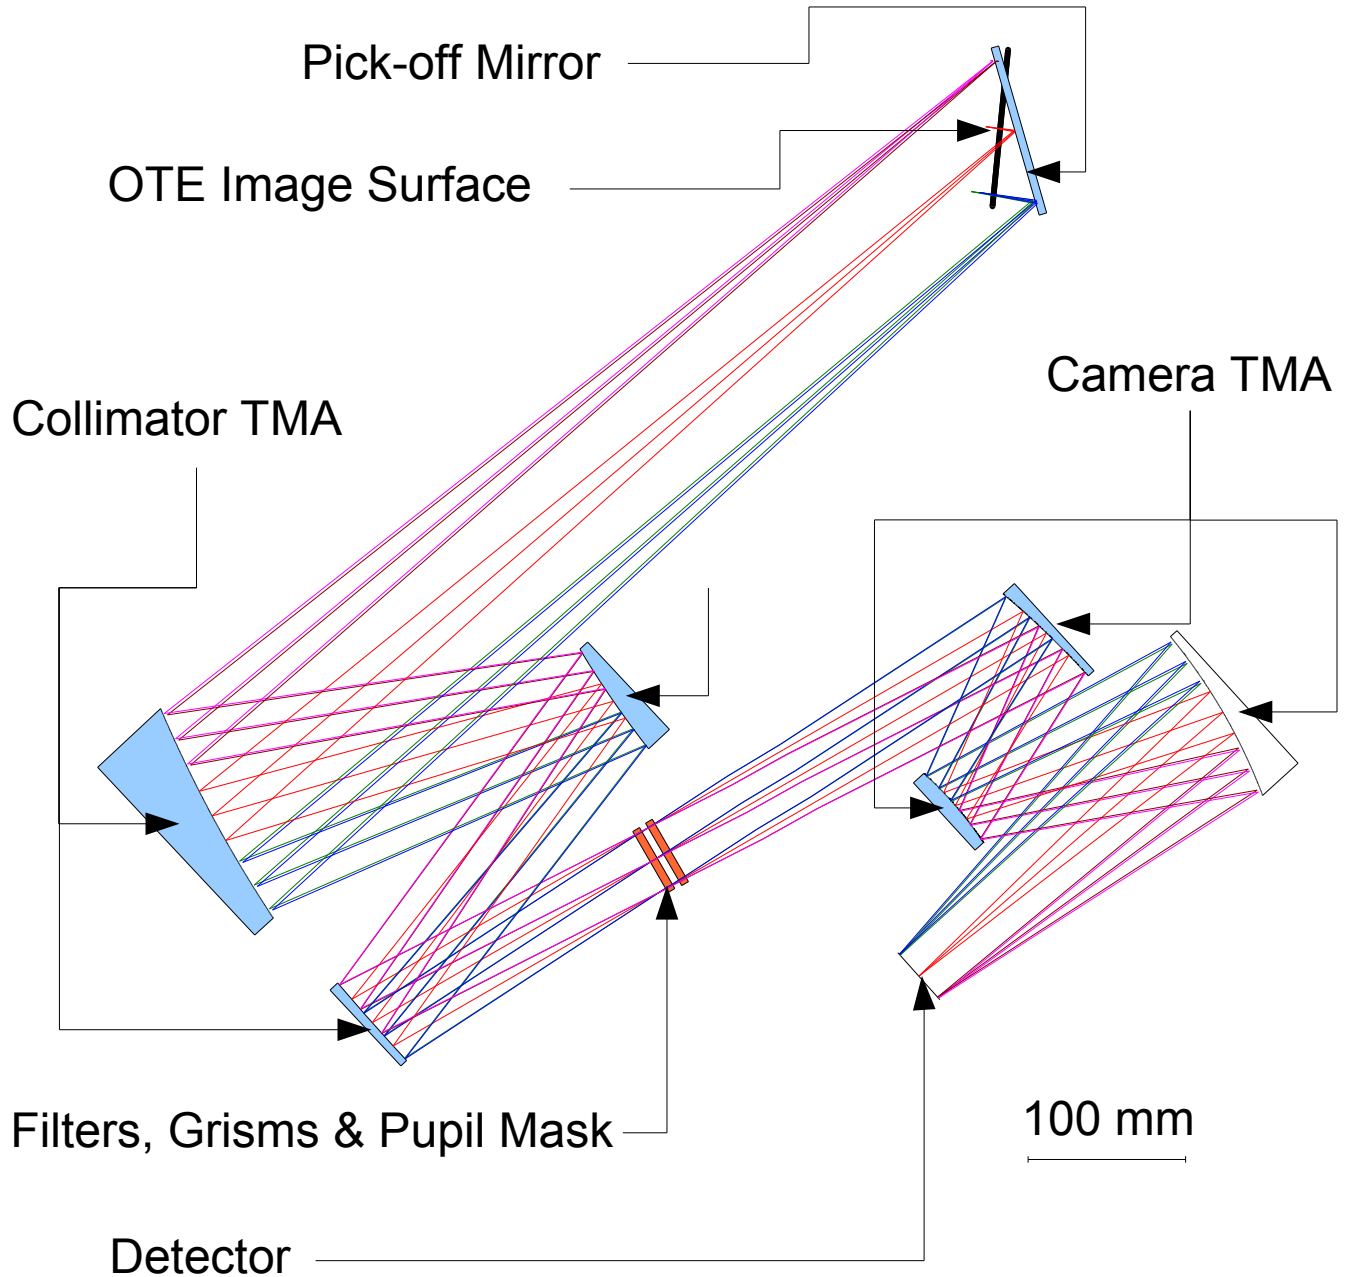 Pick-off Mirror
OTE Image Surface
Camera TMA
Collimator TMA
100 mm
Filters, Grisms & Pupil Mask
Detector